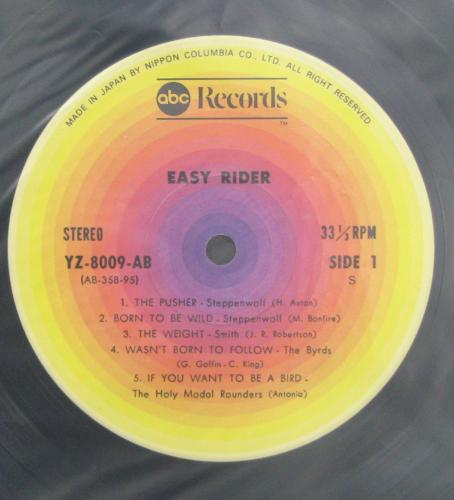 MADE IN JAPAN BY NIPPON COLUMBIA CO., LTD. ALL RIGHT RESERVED.
abc Records
TM
EASY RIDER
STEREO 33 1/3 RPM
YZ-8009-AB SIDE 1
(AB-358-95) S
1. THE PUSHER - Steppenwolf (H. Axton)
2. BORN TO BE WILD - Steppenwolf (M. Bonfire)
3. THE WEIGHT - Smith (J. R. Robertson)
4. WASN'T BORN TO FOLLOW - The Byrds
(G. Goffin - C. King)
5. IF YOU WANT TO BE A BIRD -
The Holy Modal Rounders (Antonia)